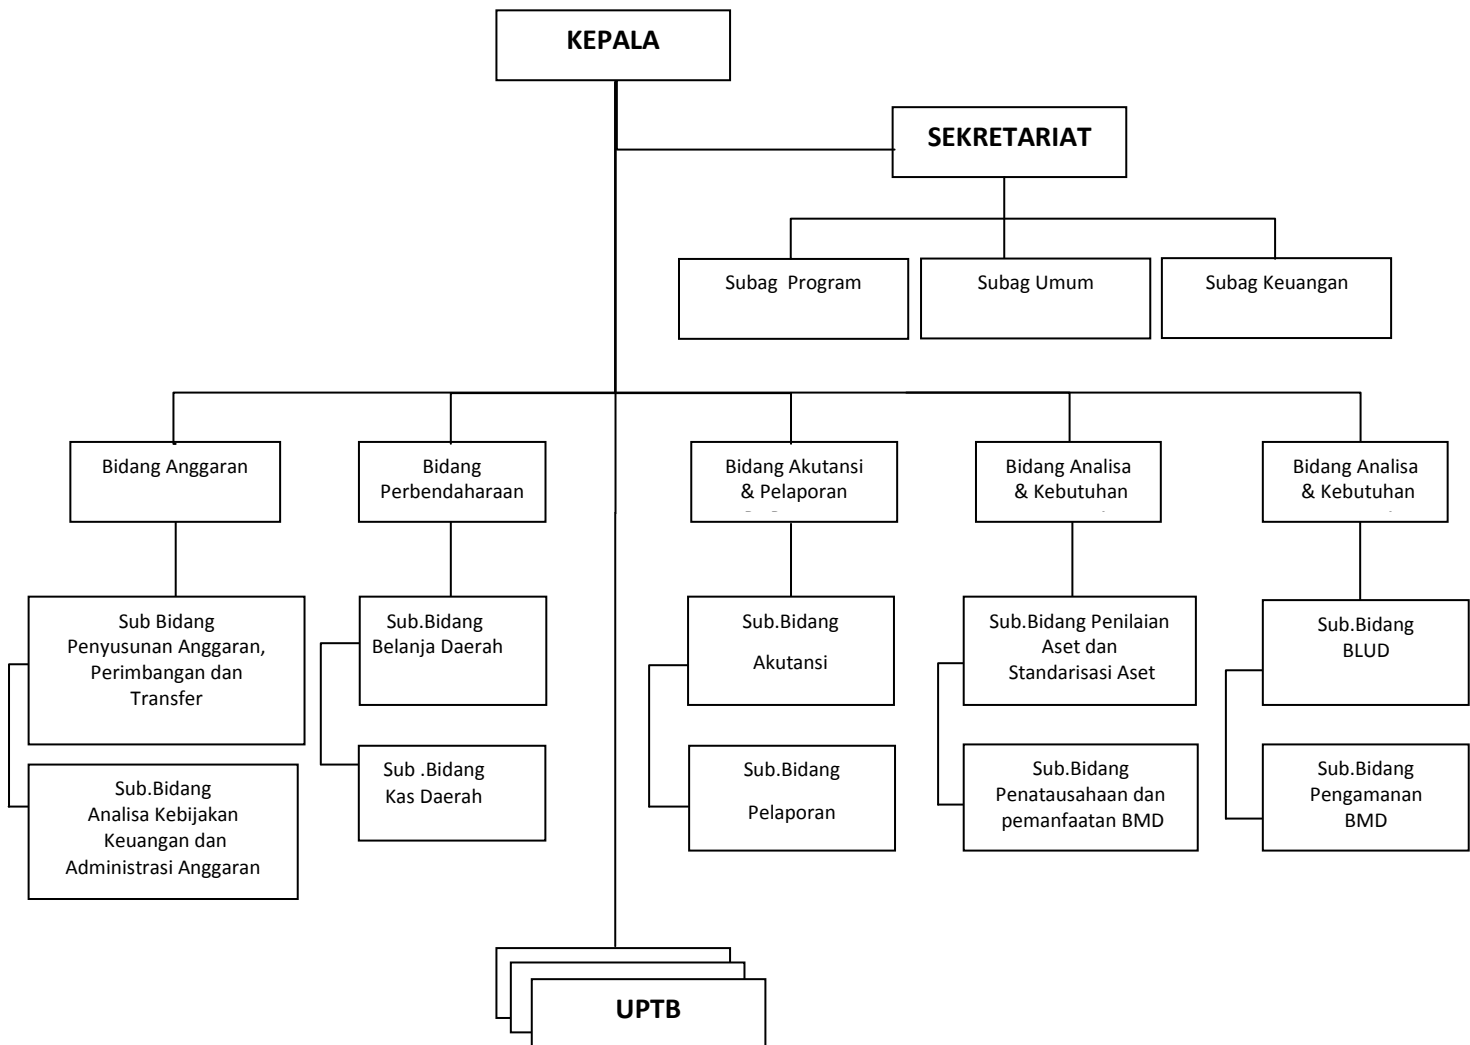 KEPALA
SEKRETARIAT
Subag Program
Subag Umum
Subag Keuangan
Bidang Anggaran
Bidang
Perbendaharaan
Bidang Akutansi
& Pelaporan
Bidang Analisa
& Kebutuhan
Bidang Analisa
& Kebutuhan
Sub Bidang
Penyusunan Anggaran,
Perimbangan dan
Transfer
Sub.Bidang
Analisa Kebijakan
Keuangan dan
Administrasi Anggaran
Sub.Bidang
Belanja Daerah
Sub .Bidang
Kas Daerah
Sub.Bidang
Akutansi
Sub.Bidang
Pelaporan
Sub.Bidang Penilaian
Aset dan
Standarisasi Aset
Sub.Bidang
Penatausahaan dan
pemanfaatan BMD
Sub.Bidang
BLUD
Sub.Bidang
Pengamanan
BMD
UPTB